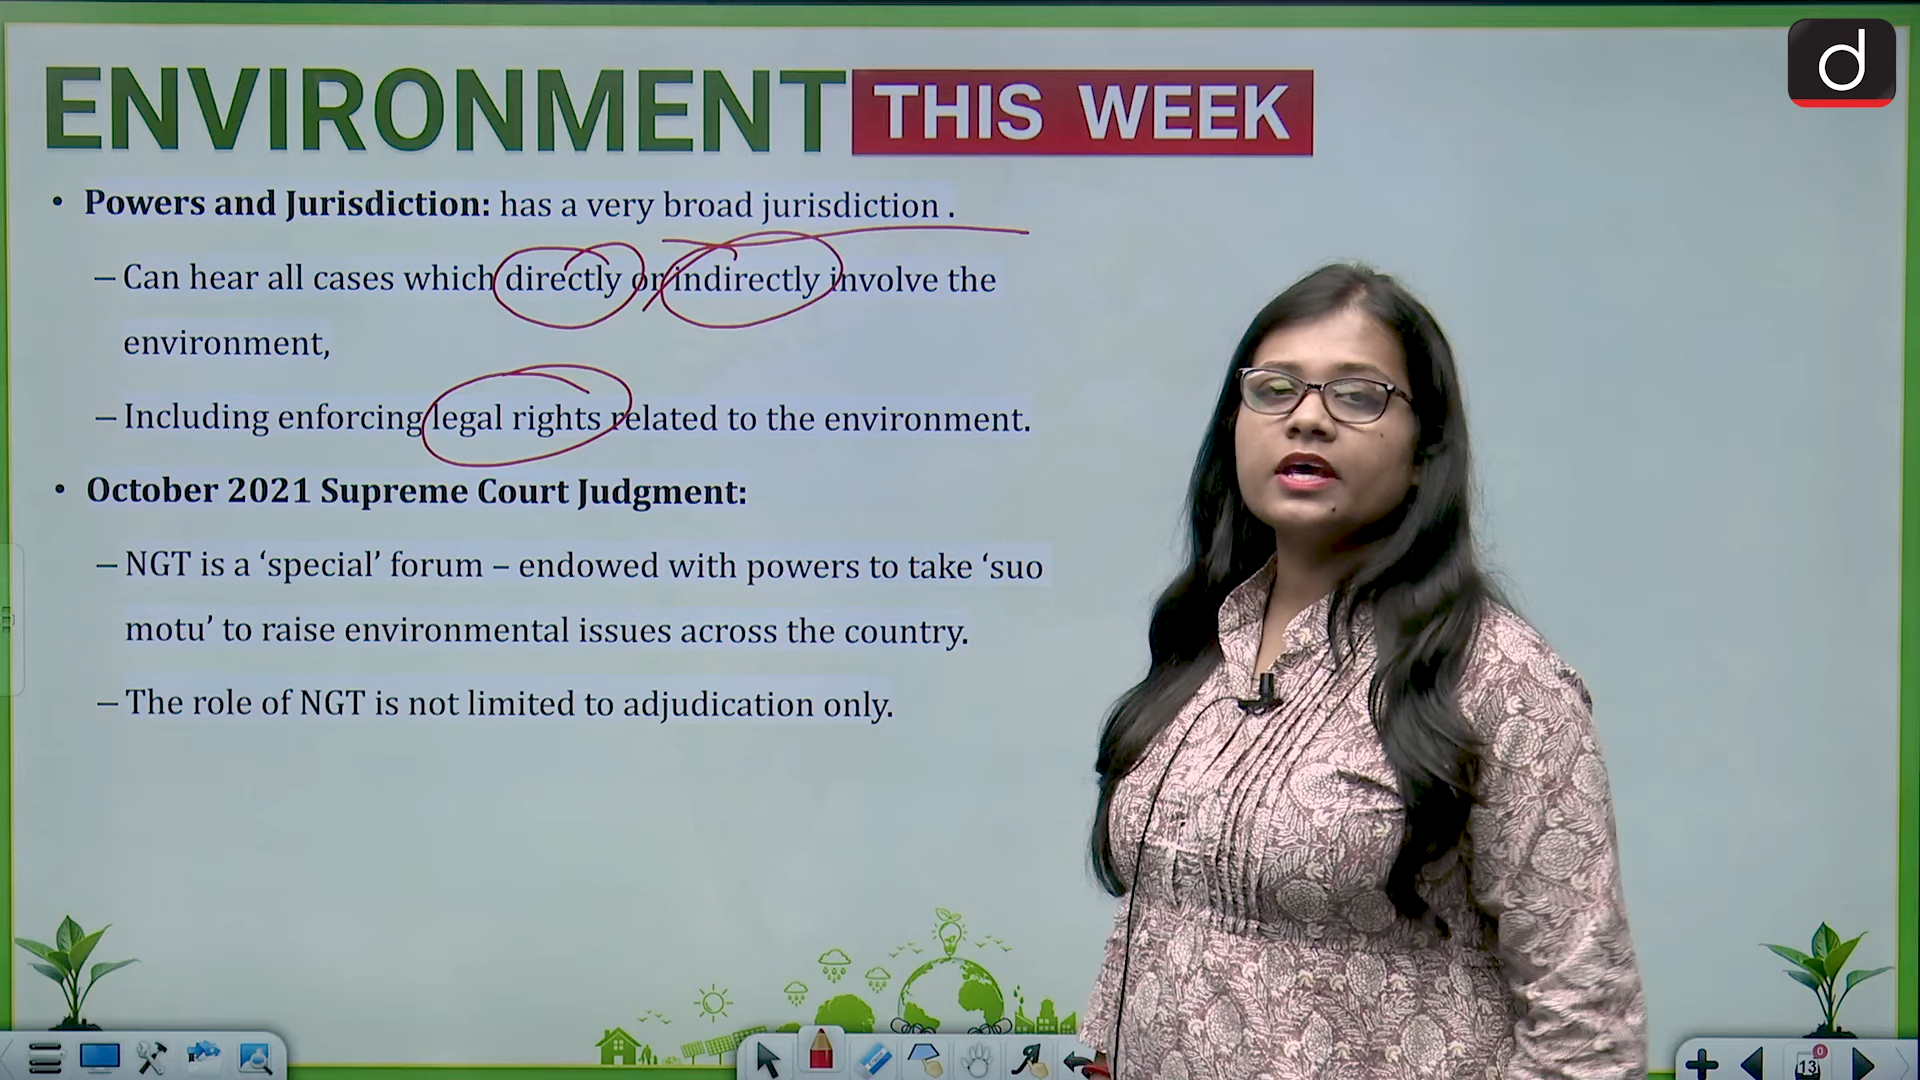 d
ENVIRONMENT THIS WEEK
• Powers and Jurisdiction: has a very broad jurisdiction .
– Can hear all cases which directly or indirectly involve the
environment,
– Including enforcing legal rights related to the environment.
• October 2021 Supreme Court Judgment:
– NGT is a ‘special’ forum – endowed with powers to take ‘suo
motu’ to raise environmental issues across the country.
– The role of NGT is not limited to adjudication only.
13
0